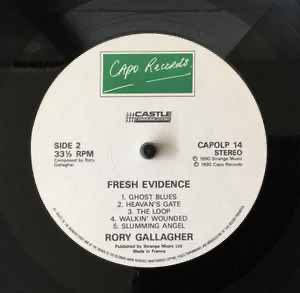 Capo Records.
CASTLE
SIDE 2
33⅓ RPM
Composed by Rory
Gallagher
CAPOLP 14
STEREO
℗ 1990 Strange Music
© 1990 Capo Records
FRESH EVIDENCE
1. GHOST BLUES
2. HEAVAN'S GATE
3. THE LOOP
4. WALKIN' WOUNDED
5. SLUMMING ANGEL
RORY GALLAGHER
Published by Strange Music Ltd
Made in France